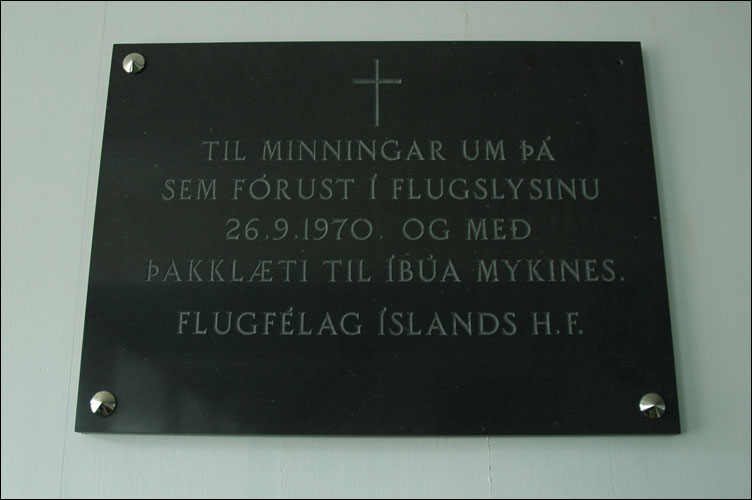 TIL MINNINGAR UM ÞÁ
SEM FÓRUST Í FLUGSLYSINU
26.9.1970. OG MEÐ
ÞAKKLÆTI TIL ÍBÚA MYKINES.
FLUGFÉLAG ÍSLANDS H.F.